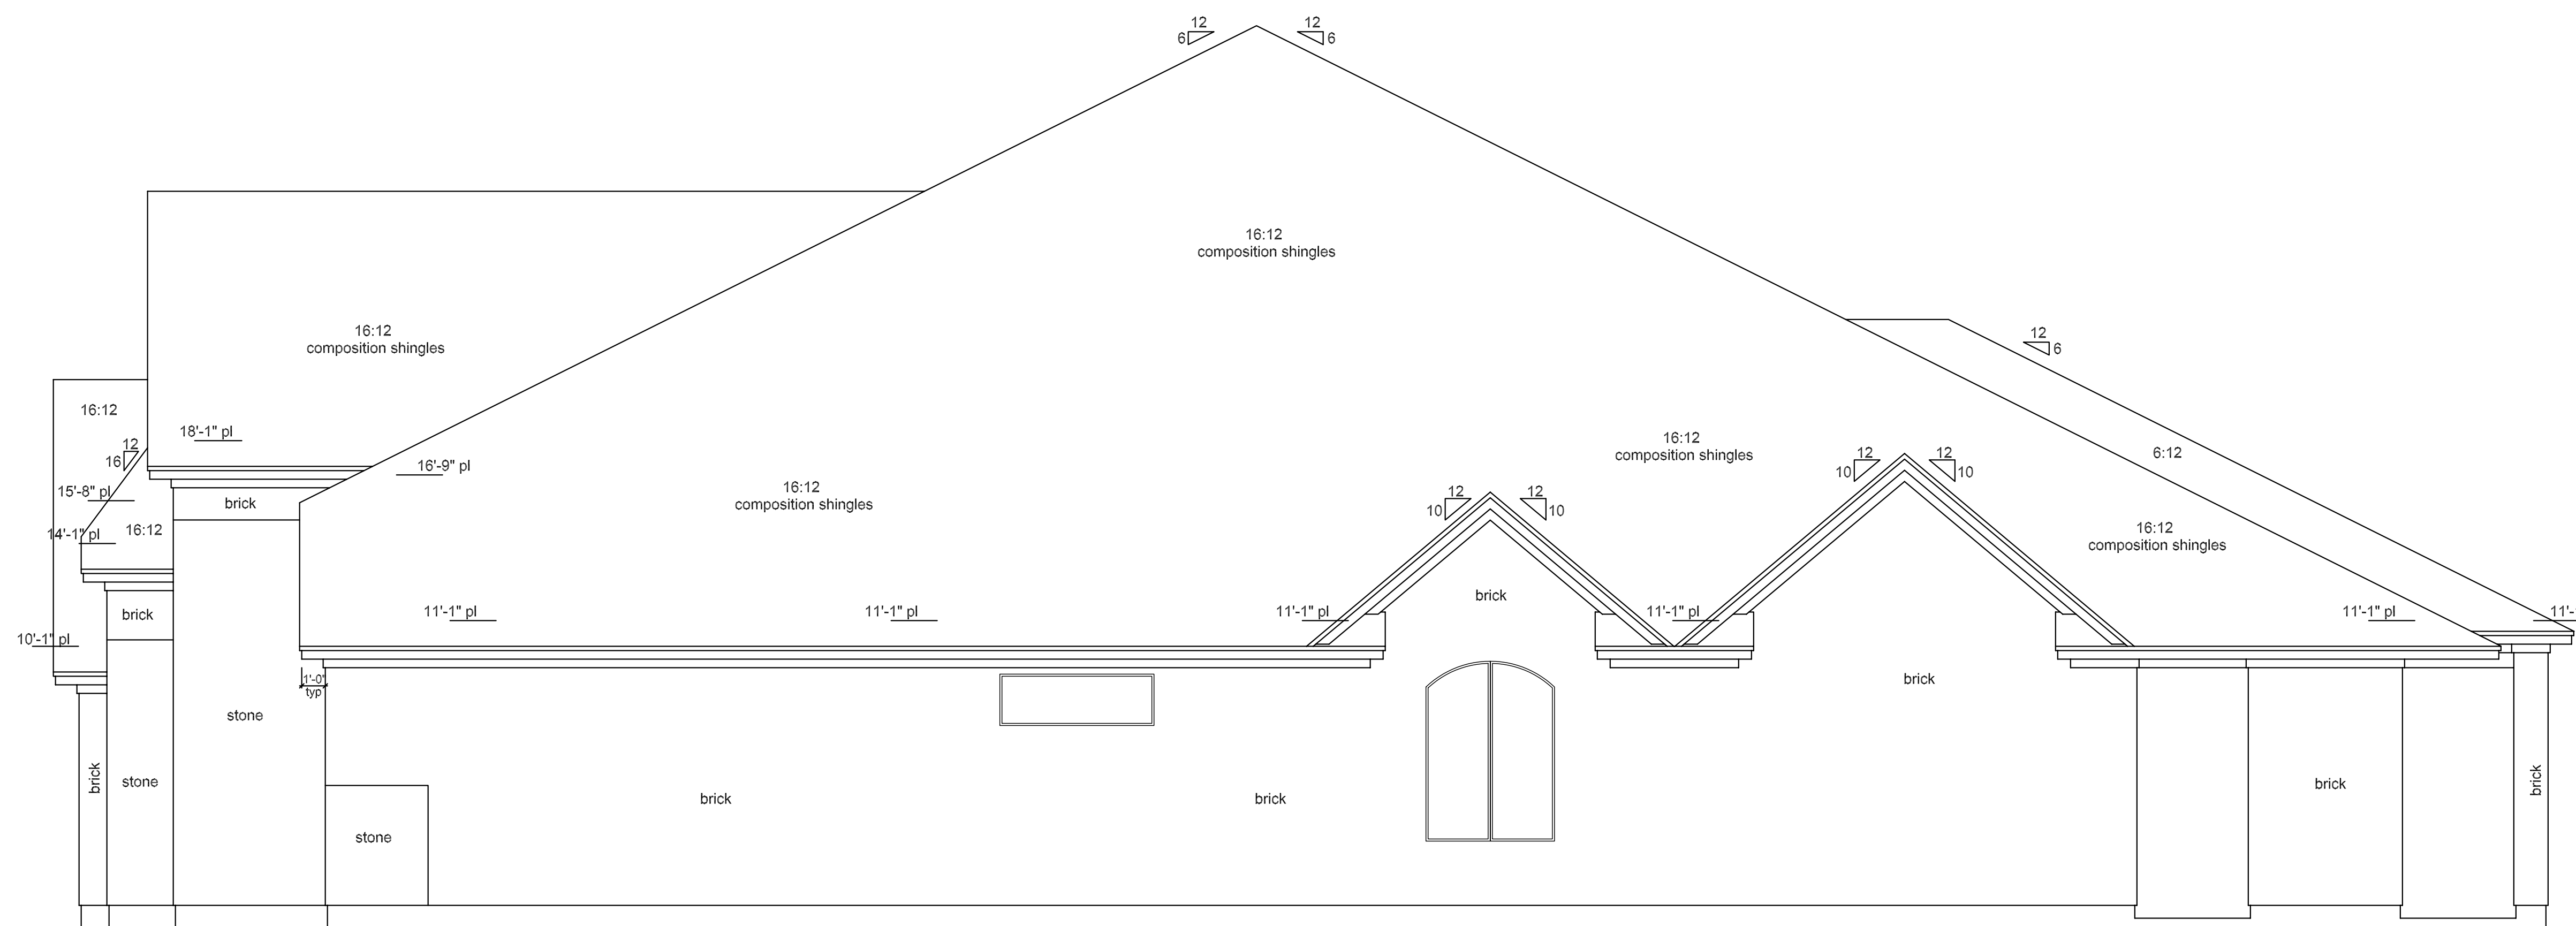 12
6
12
6
16:12
composition shingles
16:12
composition shingles
12
6
16:12
18'-1" pl
12
16
16'-9" pl
16:12
composition shingles
12
10
12
10
6:12
15'-8" pl
brick
16:12
composition shingles
12
10
12
10
14'-1" pl
16:12
16:12
composition shingles
brick
brick
11'-1" pl
11'-1" pl
11'-1" pl
11'-1" pl
11'-1" pl
11'-
10'-1" pl
1'-0"
typ
brick
stone
brick
stone
brick
brick
brick
brick
stone